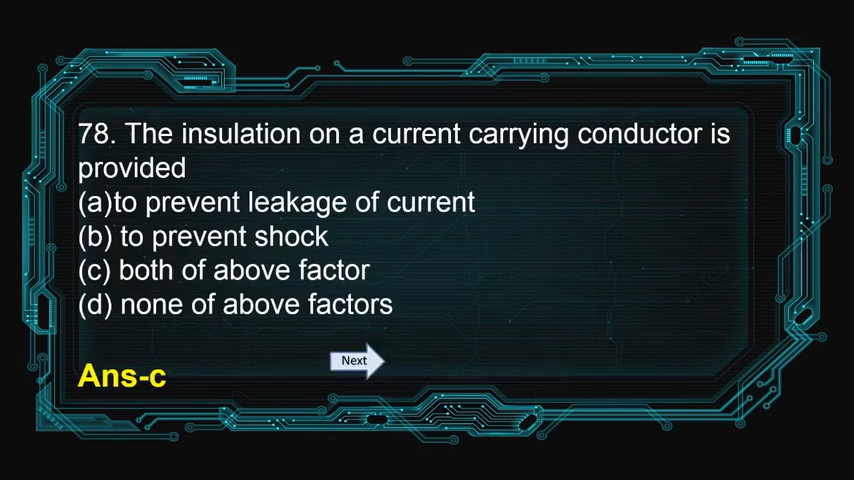 78. The insulation on a current carrying conductor is
provided
(a)to prevent leakage of current
(b) to prevent shock
(c) both of above factor
(d) none of above factors
Next
Ans-c